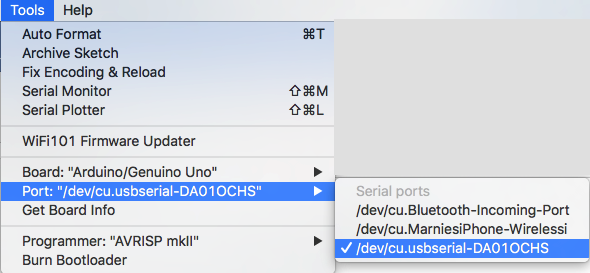 Tools Help
Auto Format ⌘T
Archive Sketch
Fix Encoding & Reload
Serial Monitor ⇧⌘M
Serial Plotter ⇧⌘L
WiFi101 Firmware Updater
Board: "Arduino/Genuino Uno" ▶
Port: "/dev/cu.usbserial-DA01OCHS" ▶
Get Board Info
Programmer: "AVRISP mkII" ▶
Burn Bootloader
Serial ports
/dev/cu.Bluetooth-Incoming-Port
/dev/cu.MarniesiPhone-Wirelessi
✓ /dev/cu.usbserial-DA01OCHS